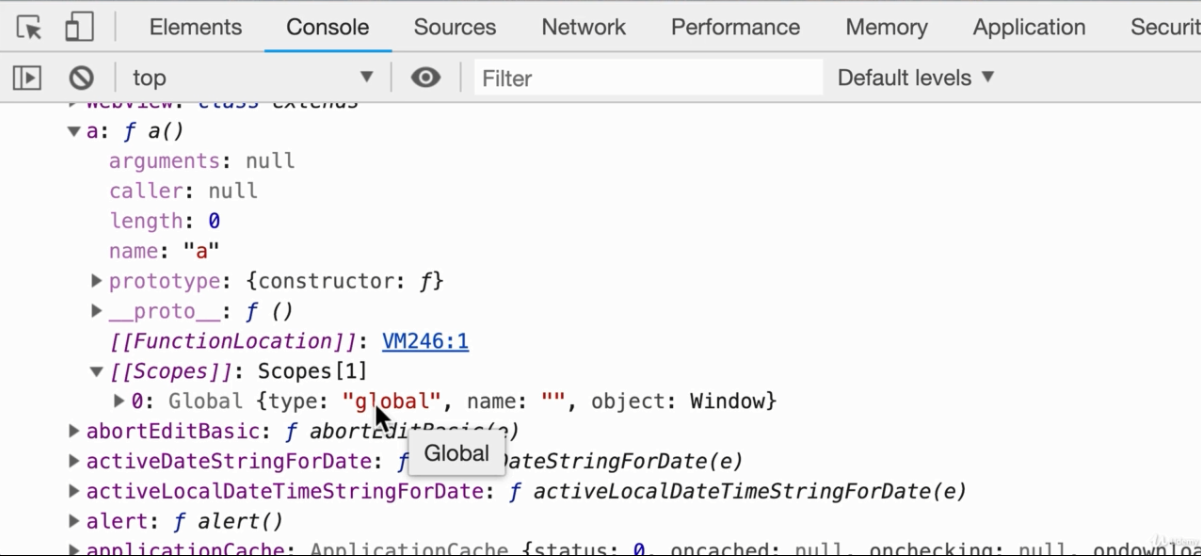 Elements Console Sources Network Performance Memory Application Securit
top ▼ Filter Default levels ▼
WebView: class extends
▼ a: ƒ a()
arguments: null
caller: null
length: 0
name: "a"
▶ prototype: {constructor: ƒ}
▶ __proto__: ƒ ()
[[FunctionLocation]]: VM246:1
▼ [[Scopes]]: Scopes[1]
▶ 0: Global {type: "global", name: "", object: Window}
▶ abortEditBasic: ƒ abortEditBasic(e)
Global
▶ activeDateStringForDate: ƒ DateStringForDate(e)
▶ activeLocalDateTimeStringForDate: ƒ activeLocalDateTimeStringForDate(e)
▶ alert: ƒ alert()
▶ applicationCache: ApplicationCache {status: 0, oncached: null, onchecking: null, ondownlo